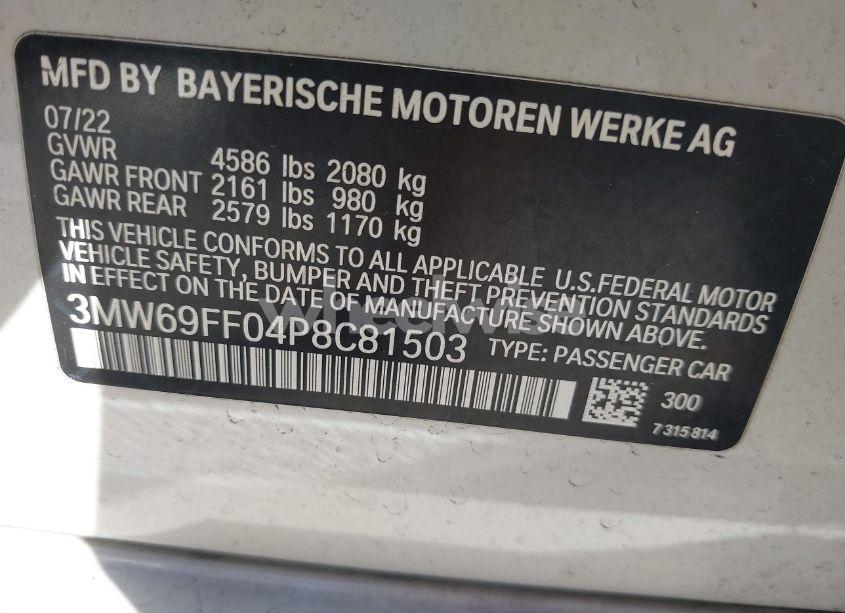 MFD BY BAYERISCHE MOTOREN WERKE AG
07/22
GVWR 4586 lbs 2080 kg
GAWR FRONT 2161 lbs 980 kg
GAWR REAR 2579 lbs 1170 kg
THIS VEHICLE CONFORMS TO ALL APPLICABLE U.S.FEDERAL MOTOR
VEHICLE SAFETY, BUMPER AND THEFT PREVENTION STANDARDS
IN EFFECT ON THE DATE OF MANUFACTURE SHOWN ABOVE.
3MW69FF04P8C81503 TYPE: PASSENGER CAR
300
7 315 814